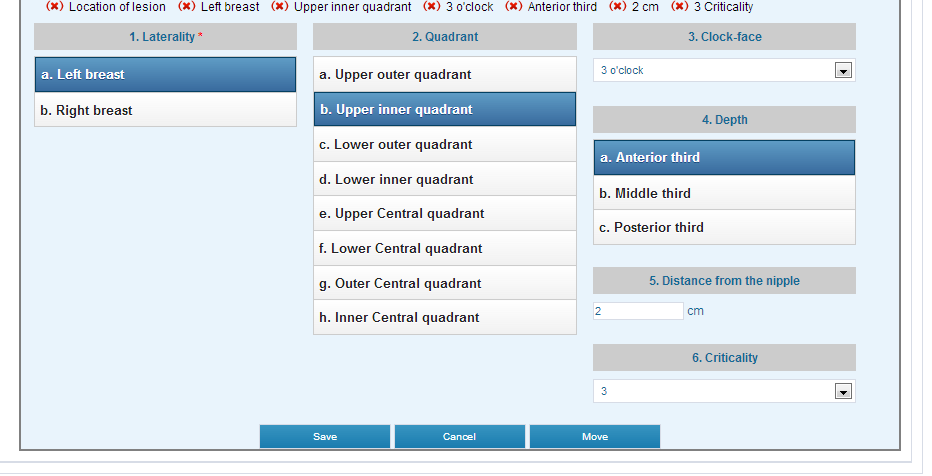 (×) Location of lesion (×) Left breast (×) Upper inner quadrant (×) 3 o'clock (×) Anterior third (×) 2 cm (×) 3 Criticality
1. Laterality *
a. Left breast
b. Right breast
2. Quadrant
a. Upper outer quadrant
b. Upper inner quadrant
c. Lower outer quadrant
d. Lower inner quadrant
e. Upper Central quadrant
f. Lower Central quadrant
g. Outer Central quadrant
h. Inner Central quadrant
3. Clock-face
3 o'clock
4. Depth
a. Anterior third
b. Middle third
c. Posterior third
5. Distance from the nipple
2 cm
6. Criticality
3
Save Cancel Move